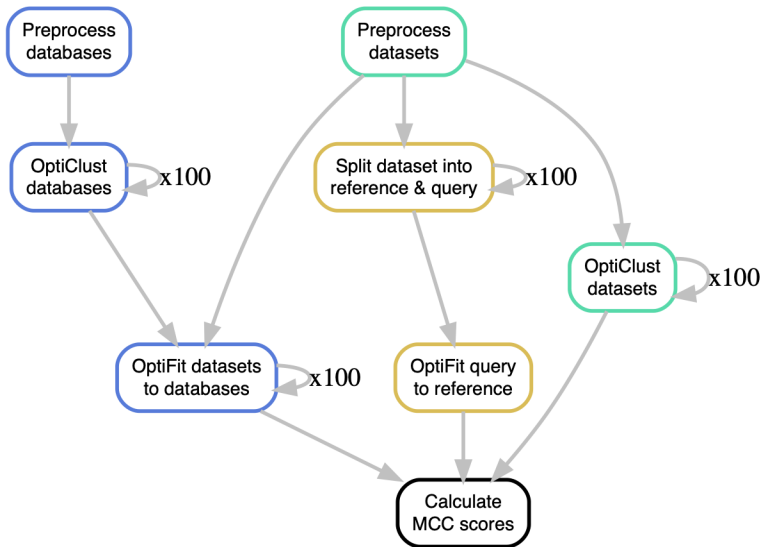 Preprocess
databases
Preprocess
datasets
OptiClust
databases
x100
Split dataset into
reference & query
x100
OptiClust
datasets
x100
OptiFit datasets
to databases
x100
OptiFit query
to reference
Calculate
MCC scores